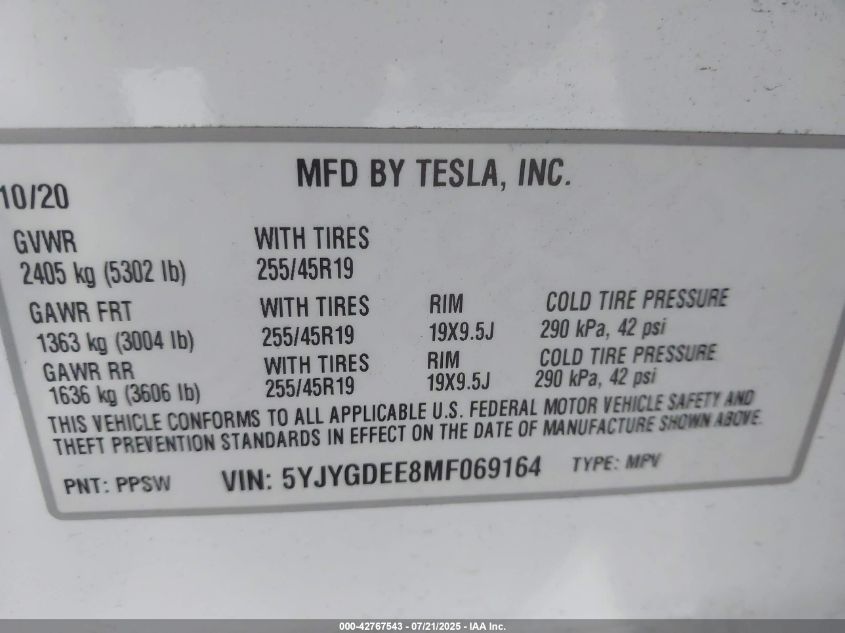 MFD BY TESLA, INC.
10/20
GVWR WITH TIRES
2405 kg (5302 lb) 255/45R19
GAWR FRT WITH TIRES RIM COLD TIRE PRESSURE
1363 kg (3004 lb) 255/45R19 19X9.5J 290 kPa, 42 psi
GAWR RR WITH TIRES RIM COLD TIRE PRESSURE
1636 kg (3606 lb) 255/45R19 19X9.5J 290 kPa, 42 psi
THIS VEHICLE CONFORMS TO ALL APPLICABLE U.S. FEDERAL MOTOR VEHICLE SAFETY AND
THEFT PREVENTION STANDARDS IN EFFECT ON THE DATE OF MANUFACTURE SHOWN ABOVE.
PNT: PPSW VIN: 5YJYGDEE8MF069164 TYPE: MPV
000-42767543 - 07/21/2025 - IAA Inc.